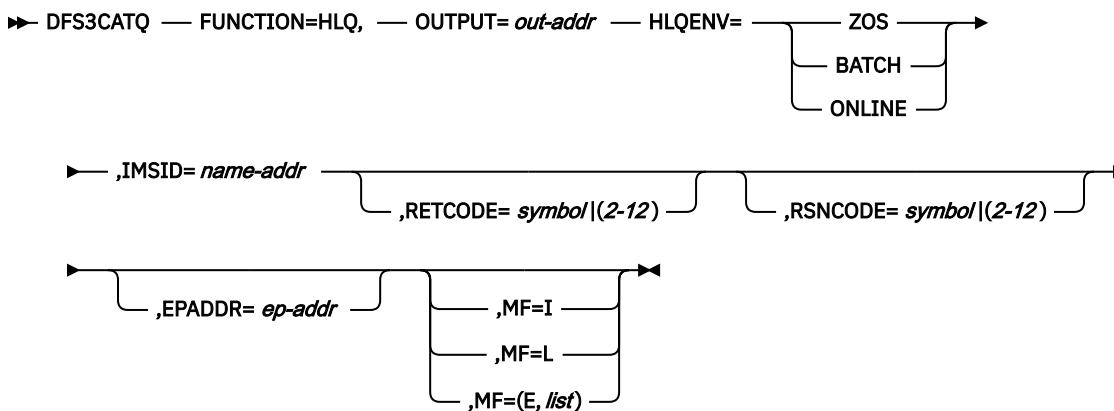 DFS3CATQ FUNCTION=HLQ, OUTPUT= out-addr HLQENV= ZOS
BATCH
ONLINE
,IMSID= name-addr
,RETCODE= symbol|(2-12) ,RSNCODE= symbol|(2-12)
,EPADDR= ep-addr ,MF=I
,MF=L
,MF=(E, list)